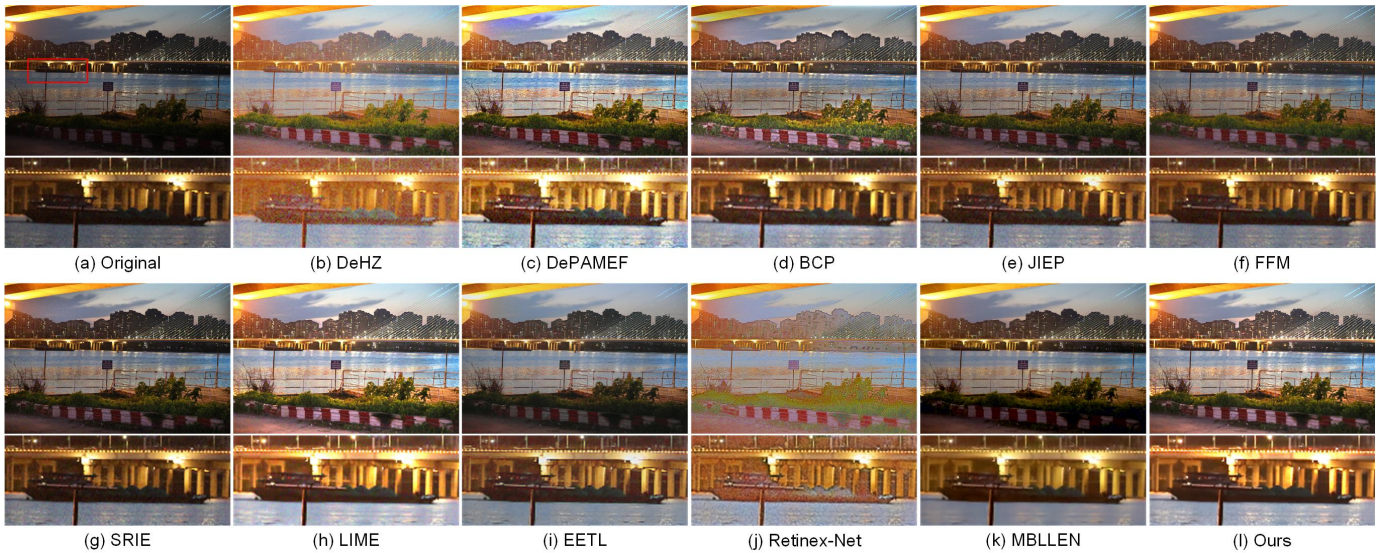 (a) Original
(b) DeHZ
(c) DePAMEF
(d) BCP
(e) JIEP
(f) FFM
(g) SRIE
(h) LIME
(i) EETL
(j) Retinex-Net
(k) MBLLEN
(l) Ours